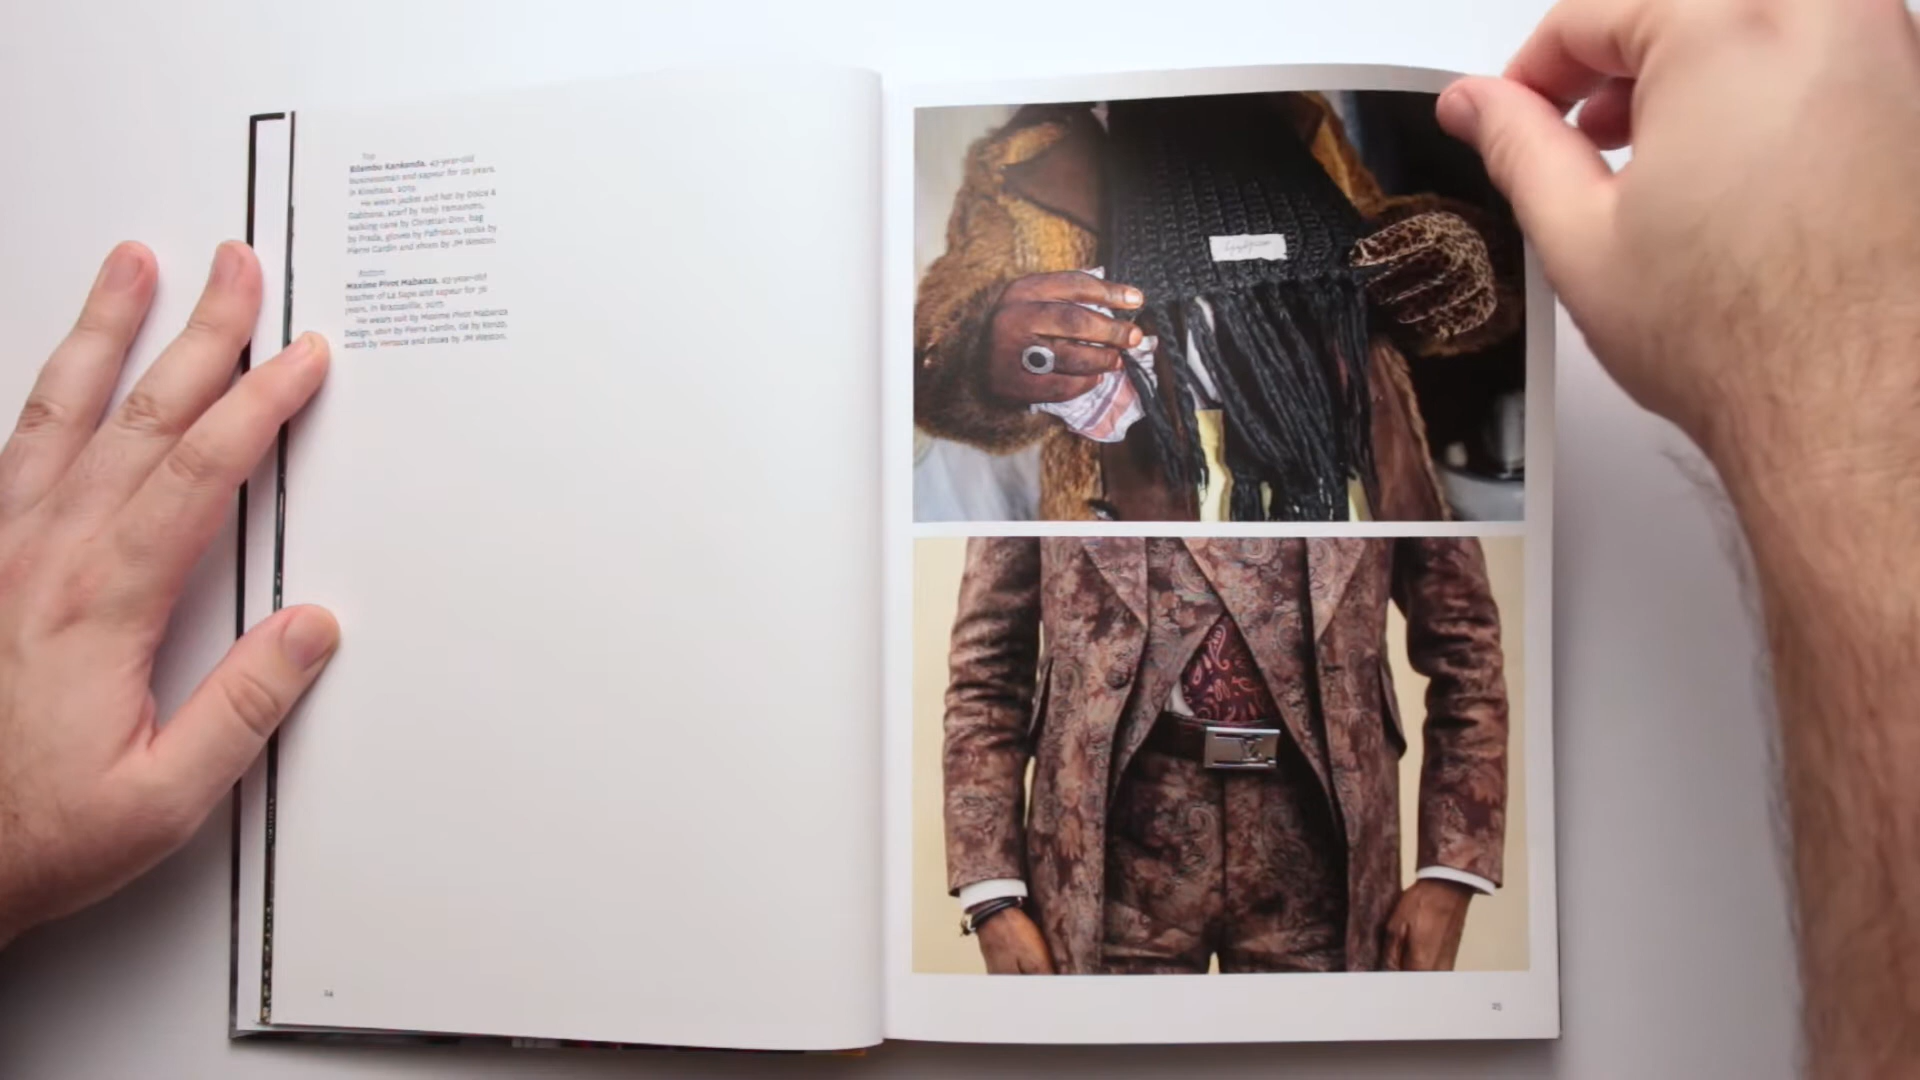 Top
Bilambo Kankonda, 47-year-old
businessman and sapeur for 20 years,
in Kinshasa, 2019.
He wears jacket and hat by Dolce &
Gabbana, scarf by Yohji Yamamoto,
walking cane by Christian Dior, bag
by Prada, gloves by socks by
Pierre Cardin and shoes by JM Weston.
Bottom
Maxime Pivot Mabanza, 43-year-old
teacher of La Sape and sapeur for 36
years, in Brazzaville, 2017.
He wears suit by Maxime Pivot Mabanza
Design, shirt by Pierre Cardin, tie by Kenzo,
watch by Versace and shoes by JM Weston.